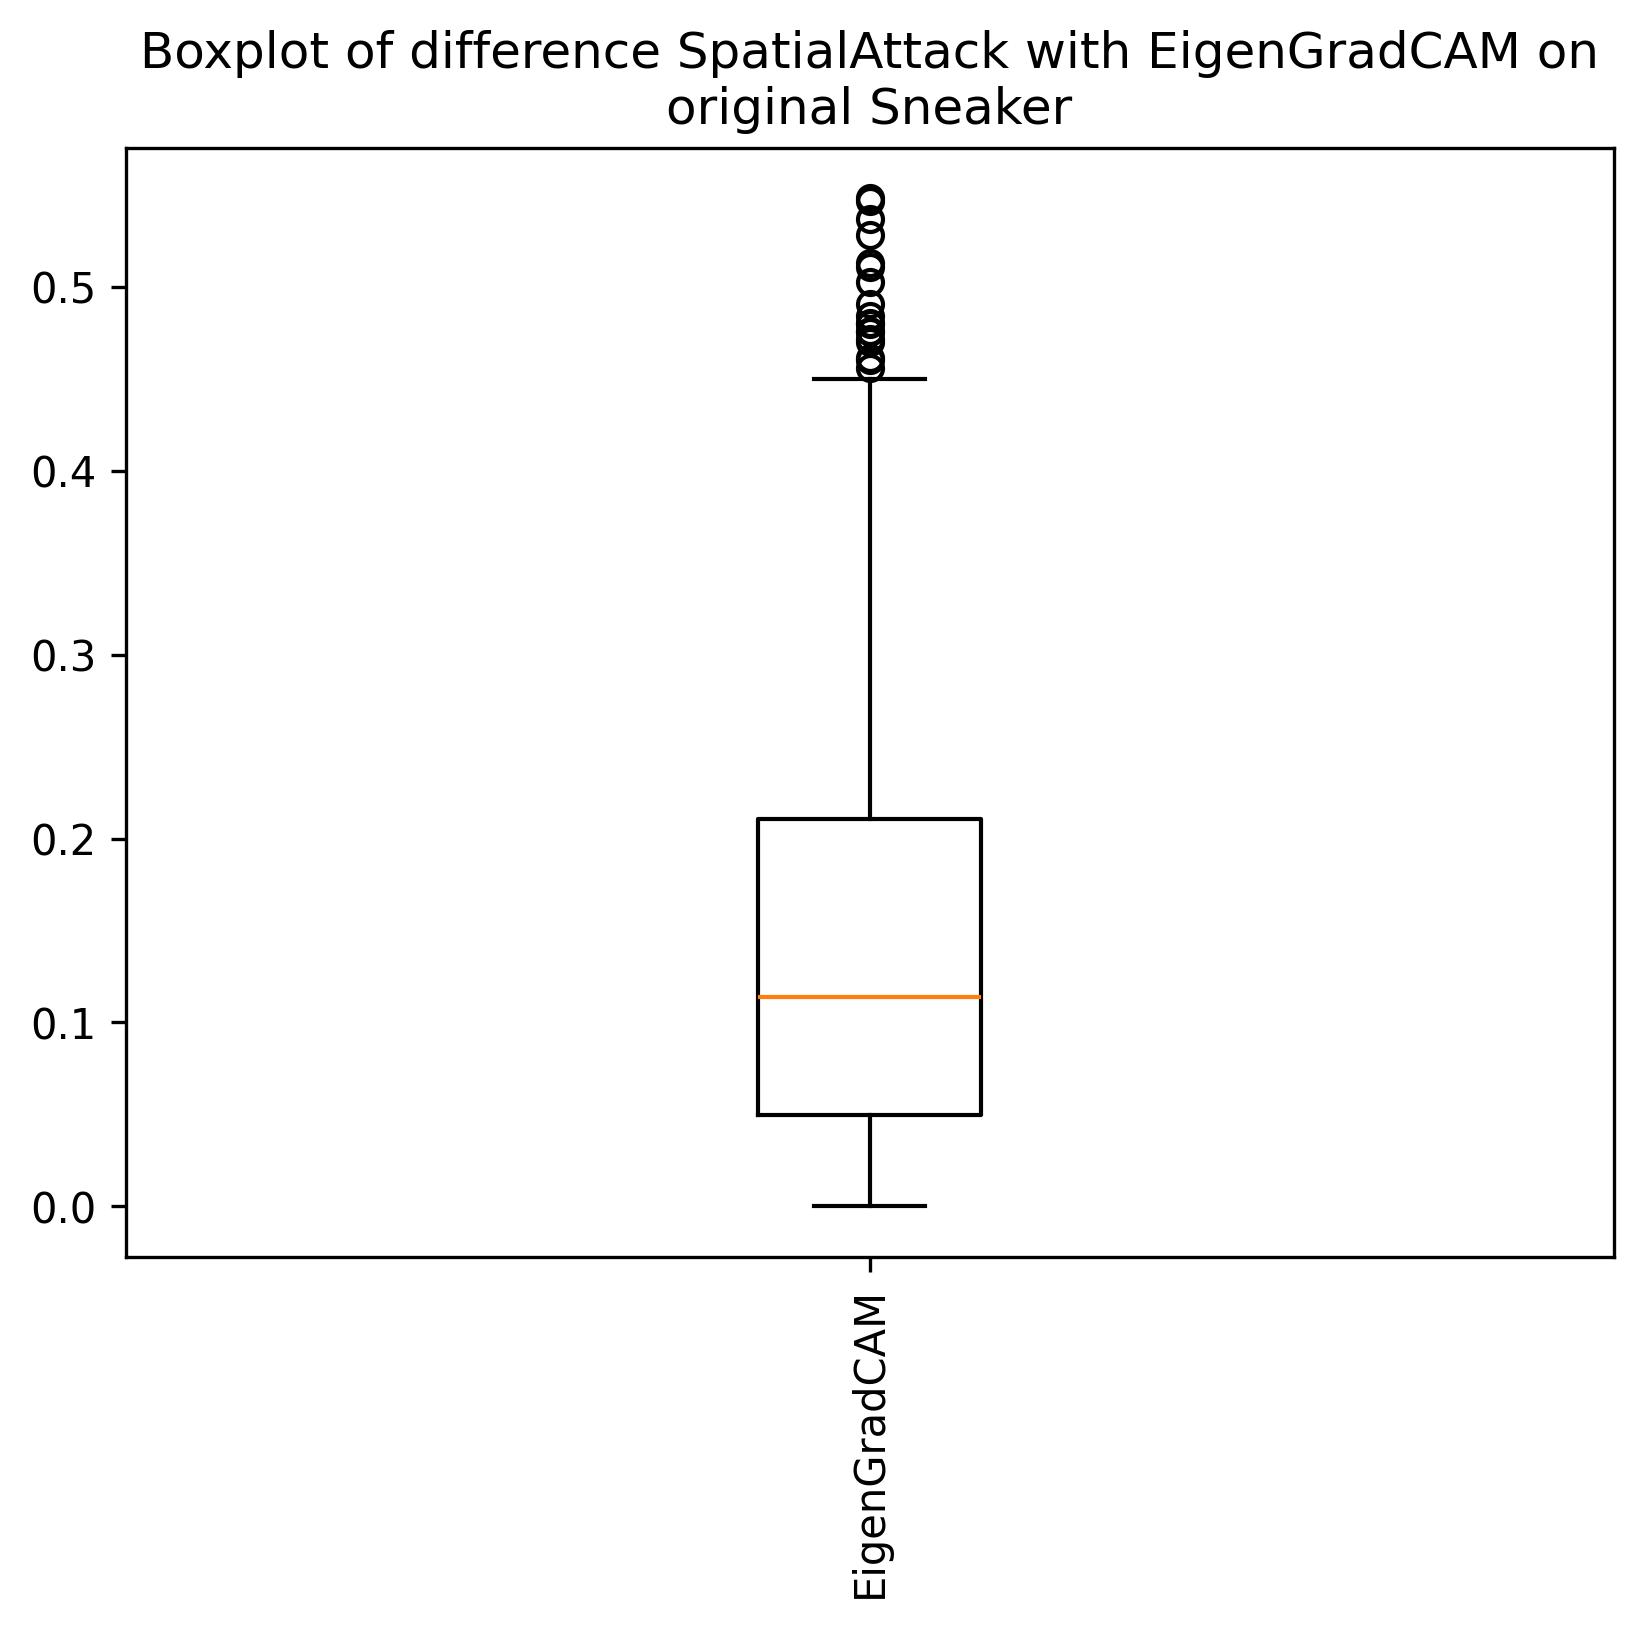 Boxplot of difference SpatialAttack with EigenGradCAM on
original Sneaker
0.5
0.4
0.3
0.2
0.1
0.0
EigenGradCAM